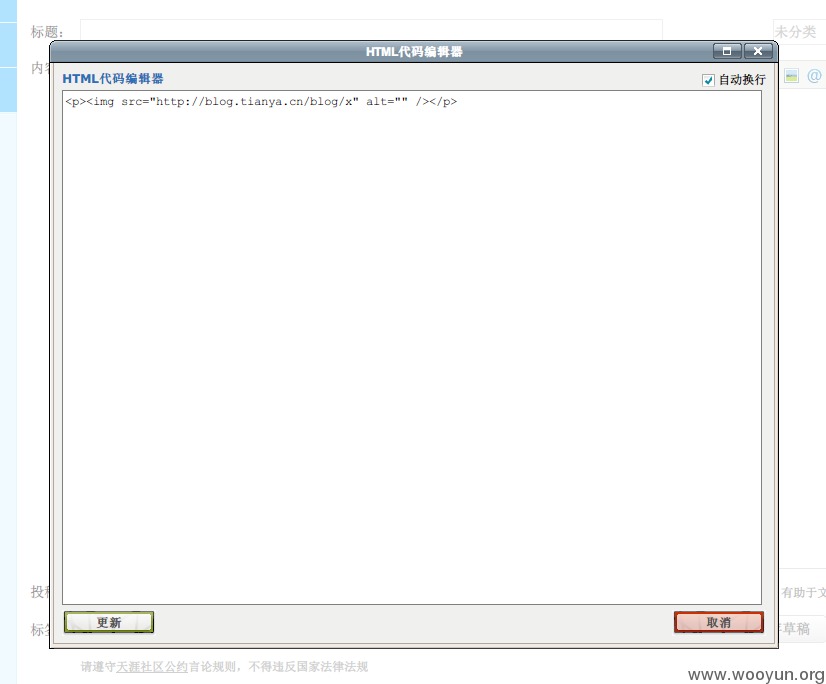 标题：
未分类
HTML代码编辑器
内容
HTML代码编辑器
自动换行
@
<p><img src="http://blog.tianya.cn/blog/x" alt="" /></p>
投稿
有助于文
更新
取消
标签
草稿
请遵守天涯社区公约言论规则，不得违反国家法律法规
www.wooyun.org